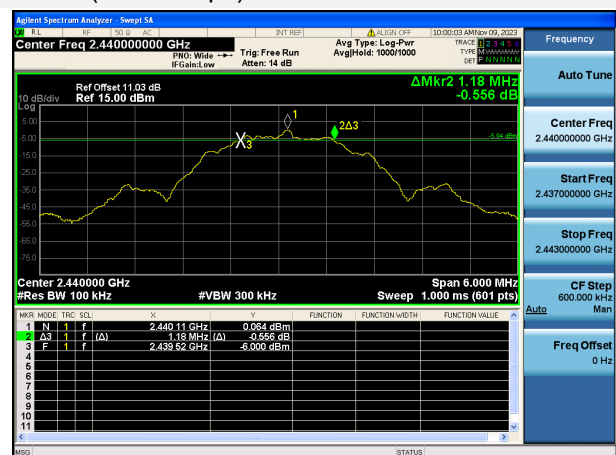 Agilent Spectrum Analyzer - Swept SA
RL RF 50 Ω AC INT REF ALIGN OFF 10:00:03 AM Nov 09, 2023
Center Freq 2.440000000 GHz
PNO: Wide
IFGain:Low
Trig: Free Run
Atten: 14 dB
Avg Type: Log-Pwr
Avg|Hold: 1000/1000
TRACE 1 2 3 4 5 6
TYPE
DET P N N N N N
Ref Offset 11.03 dB
Ref 15.00 dBm
ΔMkr2 1.18 MHz
-0.556 dB
10 dB/div
Log
5.00
-5.00
-15.0
-25.0
-35.0
-45.0
-55.0
-65.0
-75.0
1
2Δ3
3
-5.94 dBm
Center 2.440000 GHz
Span 6.000 MHz
#Res BW 100 kHz
#VBW 300 kHz
Sweep 1.000 ms (601 pts)
MKR MODE TRC SCL X Y FUNCTION FUNCTION WIDTH FUNCTION VALUE
1 N 1 f 2.440 11 GHz 0.064 dBm
2 Δ3 1 f (Δ) 1.18 MHz (Δ) -0.556 dB
3 F 1 f 2.439 52 GHz -6.000 dBm
4
5
6
7
8
9
10
11
MSG
STATUS
Frequency
Auto Tune
Center Freq
2.440000000 GHz
Start Freq
2.437000000 GHz
Stop Freq
2.443000000 GHz
CF Step
600.000 kHz
Auto Man
Freq Offset
0 Hz